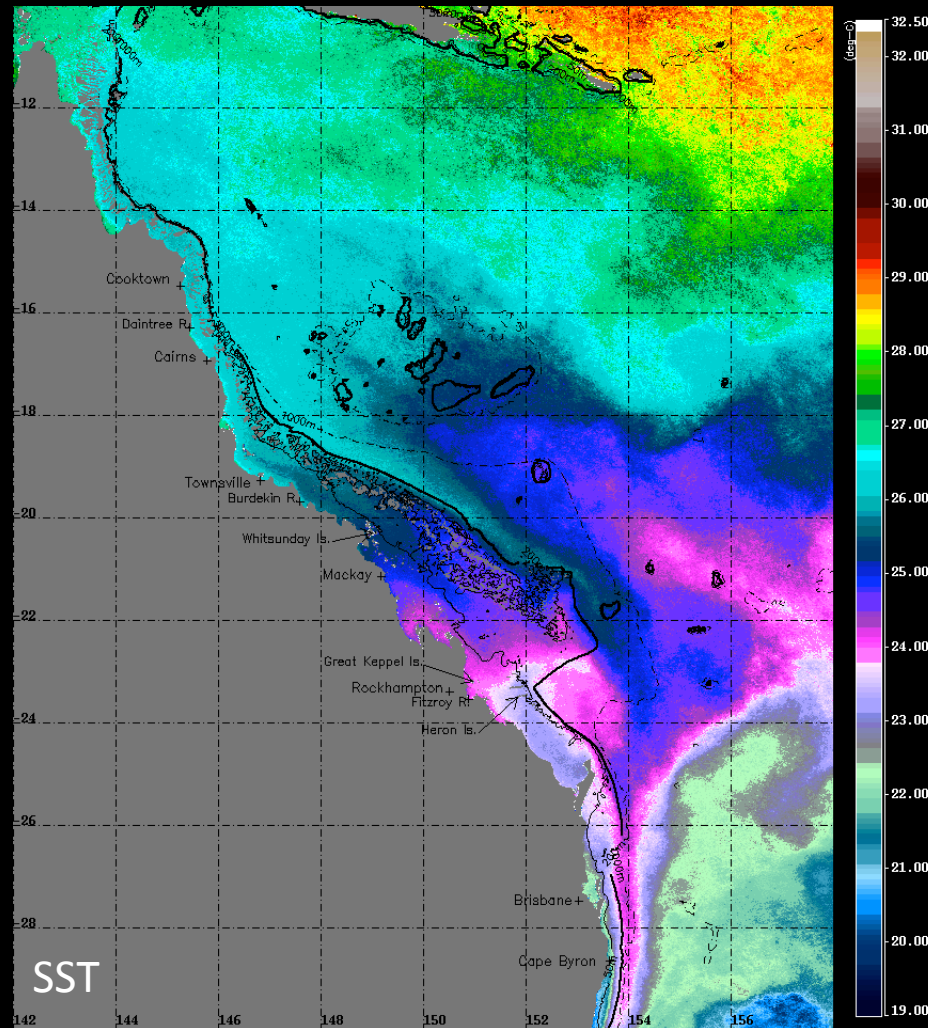 (deg-C)
32.50
32.00
31.00
30.00
29.00
28.00
27.00
26.00
25.00
24.00
23.00
22.00
21.00
20.00
19.00
-12
-14
-16
-18
-20
-22
-24
-26
-28
142
144
146
148
150
152
154
156
Cooktown
Daintree R.
Cairns
1000m
Townsville
Burdekin R.
Whitsunday Is.
Mackay
Great Keppel Is.
Rockhampton
Fitzroy R.
Heron Is.
Brisbane
Cape Byron
SST